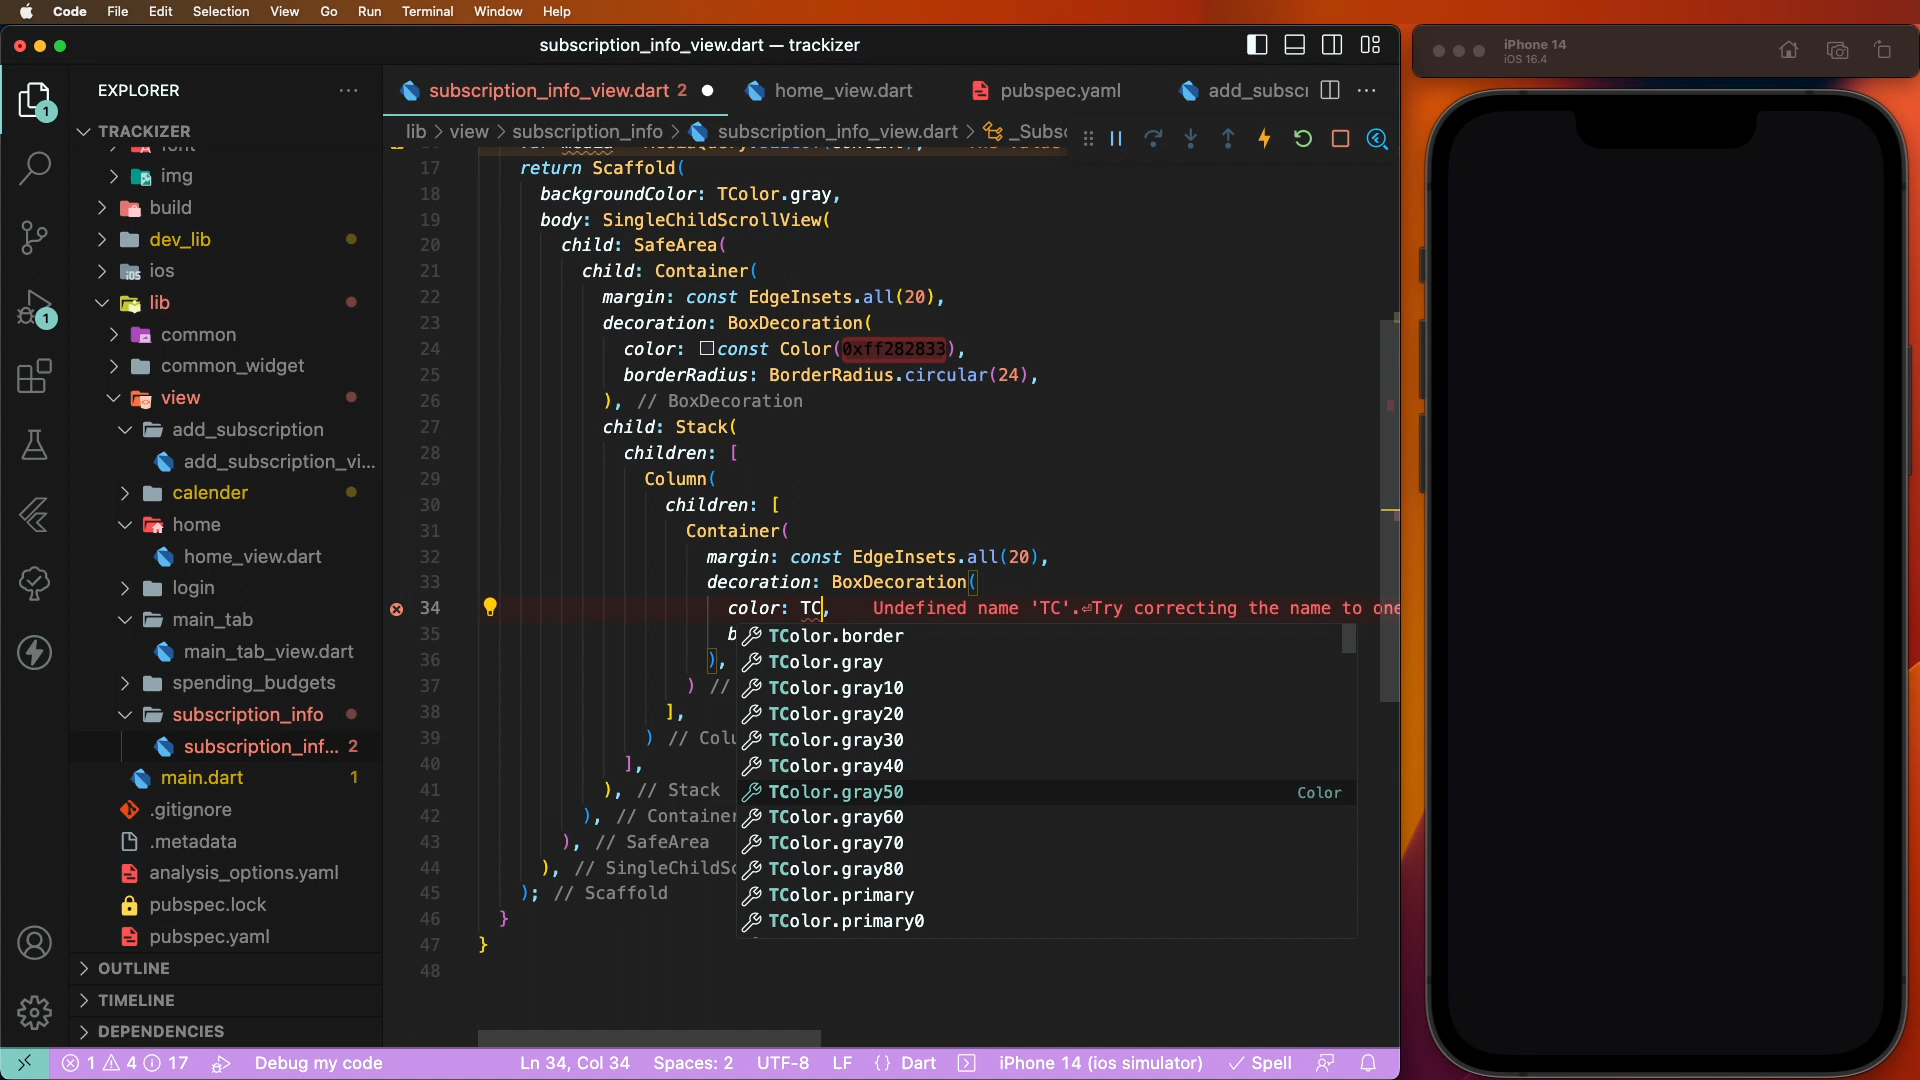 Code File Edit Selection View Go Run Terminal Window Help
subscription_info_view.dart — trackizer
iPhone 14
iOS 16.4
EXPLORER
TRACKIZER
font
img
build
dev_lib
ios
lib
common
common_widget
view
add_subscription
add_subscription_vi...
calender
home
home_view.dart
login
main_tab
main_tab_view.dart
spending_budgets
subscription_info
subscription_inf... 2
main.dart 1
.gitignore
.metadata
analysis_options.yaml
pubspec.lock
pubspec.yaml
OUTLINE
TIMELINE
DEPENDENCIES
1
1
subscription_info_view.dart 2 home_view.dart pubspec.yaml add_subscr
lib > view > subscription_info > subscription_info_view.dart > _Subsc
17 return Scaffold(
18 backgroundColor: TColor.gray,
19 body: SingleChildScrollView(
20 child: SafeArea(
21 child: Container(
22 margin: const EdgeInsets.all(20),
23 decoration: BoxDecoration(
24 color: const Color(0xff282833),
25 borderRadius: BorderRadius.circular(24),
26 ), // BoxDecoration
27 child: Stack(
28 children: [
29 Column(
30 children: [
31 Container(
32 margin: const EdgeInsets.all(20),
33 decoration: BoxDecoration(
34 color: TC, Undefined name 'TC'.⏎Try correcting the name to one
35 b
36 ),
37 ) //
38 ],
39 ) // Colu
40 ],
41 ), // Stack
42 ), // Container
43 ), // SafeArea
44 ), // SingleChildSc
45 ); // Scaffold
46 }
47 }
48
TColor.border
TColor.gray
TColor.gray10
TColor.gray20
TColor.gray30
TColor.gray40
TColor.gray50 Color
TColor.gray60
TColor.gray70
TColor.gray80
TColor.primary
TColor.primary0
1 4 17 Debug my code Ln 34, Col 34 Spaces: 2 UTF-8 LF {} Dart iPhone 14 (ios simulator) ✓ Spell